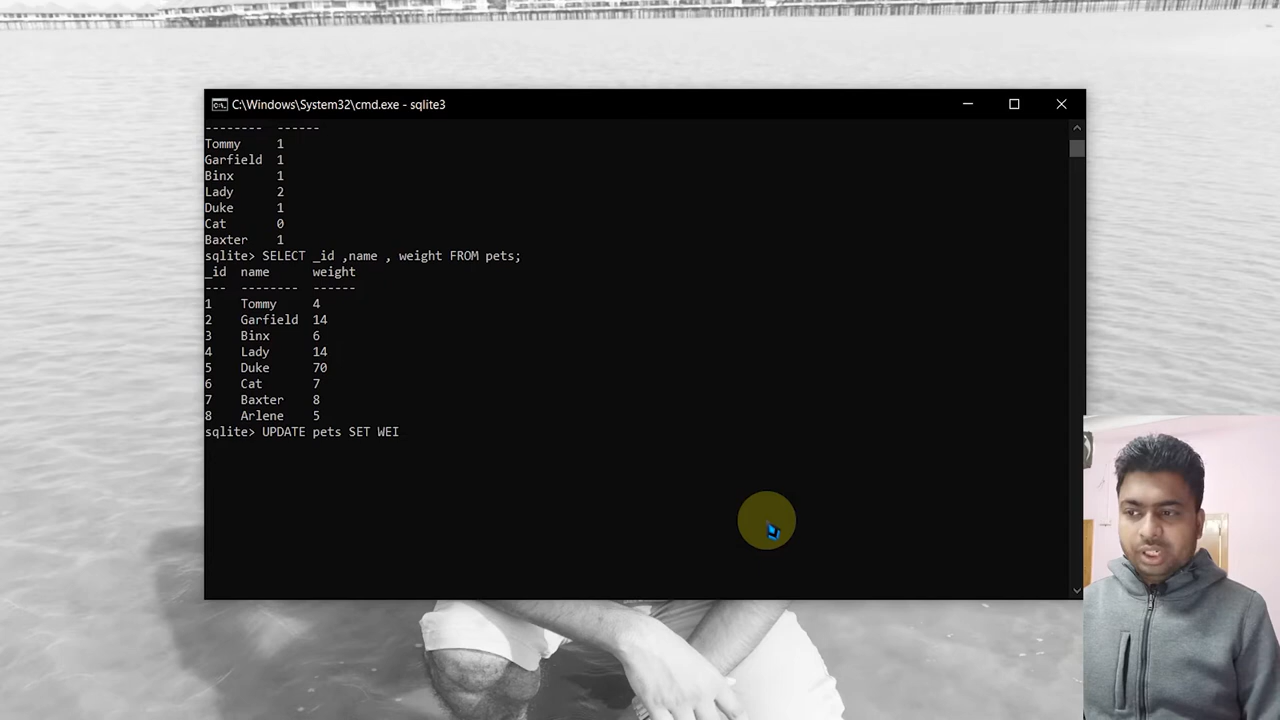 C:\Windows\System32\cmd.exe - sqlite3
-------- ------
Tommy 1
Garfield 1
Binx 1
Lady 2
Duke 1
Cat 0
Baxter 1
sqlite> SELECT _id ,name , weight FROM pets;
_id name weight
--- -------- ------
1 Tommy 4
2 Garfield 14
3 Binx 6
4 Lady 14
5 Duke 70
6 Cat 7
7 Baxter 8
8 Arlene 5
sqlite> UPDATE pets SET WEI